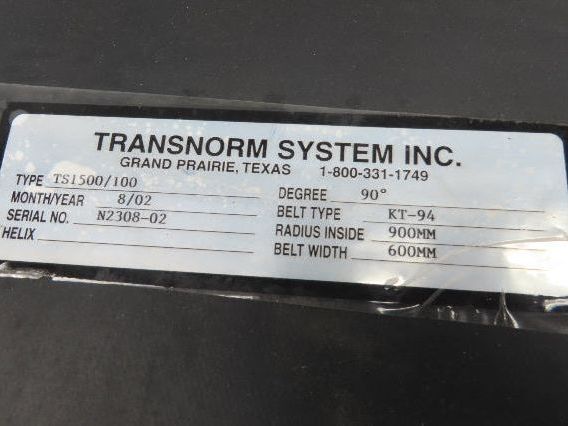 TRANSNORM SYSTEM INC.
GRAND PRAIRIE, TEXAS 1-800-331-1749
TYPE TS1500/100
MONTH/YEAR 8/02
SERIAL NO. N2308-02
HELIX
DEGREE 90°
BELT TYPE KT-94
RADIUS INSIDE 900MM
BELT WIDTH 600MM